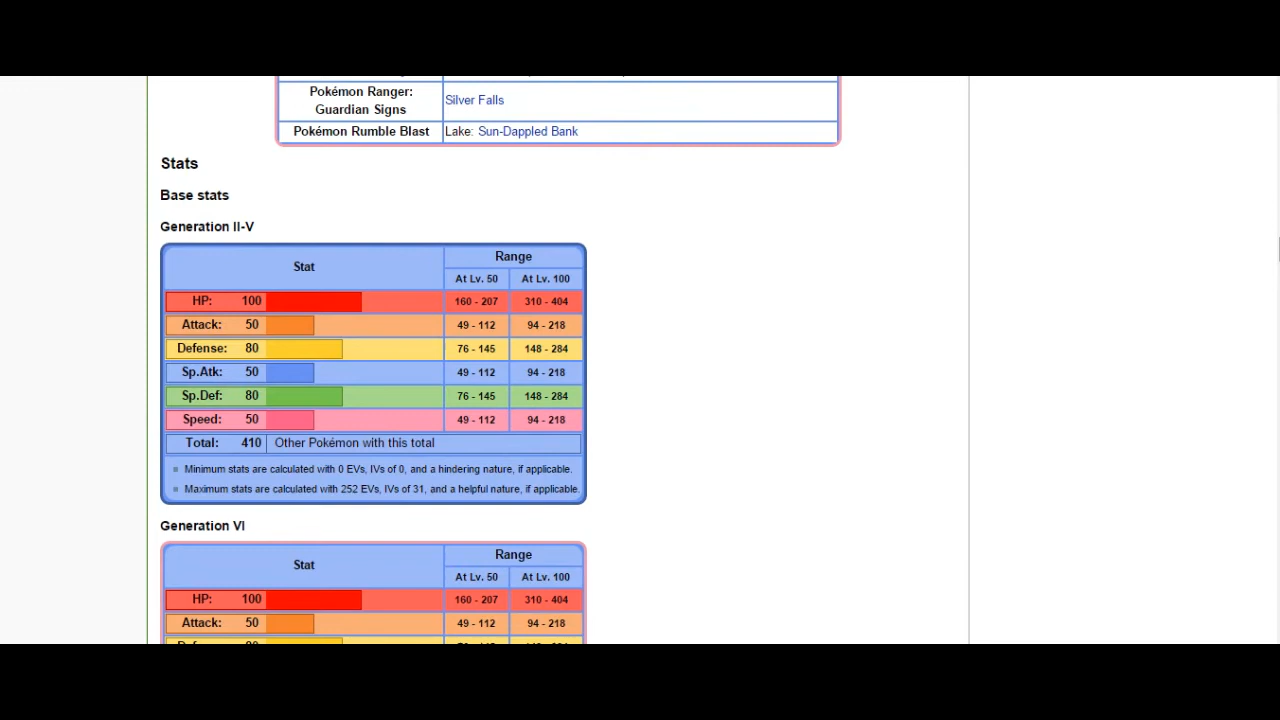 Pokémon Ranger:
Guardian Signs
Silver Falls
Pokémon Rumble Blast
Lake: Sun-Dappled Bank
Stats
Base stats
Generation II-V
Stat
Range
At Lv. 50 At Lv. 100
HP: 100 160 - 207 310 - 404
Attack: 50 49 - 112 94 - 218
Defense: 80 76 - 145 148 - 284
Sp.Atk: 50 49 - 112 94 - 218
Sp.Def: 80 76 - 145 148 - 284
Speed: 50 49 - 112 94 - 218
Total: 410 Other Pokémon with this total
Minimum stats are calculated with 0 EVs, IVs of 0, and a hindering nature, if applicable.
Maximum stats are calculated with 252 EVs, IVs of 31, and a helpful nature, if applicable.
Generation VI
Stat
Range
At Lv. 50 At Lv. 100
HP: 100 160 - 207 310 - 404
Attack: 50 49 - 112 94 - 218